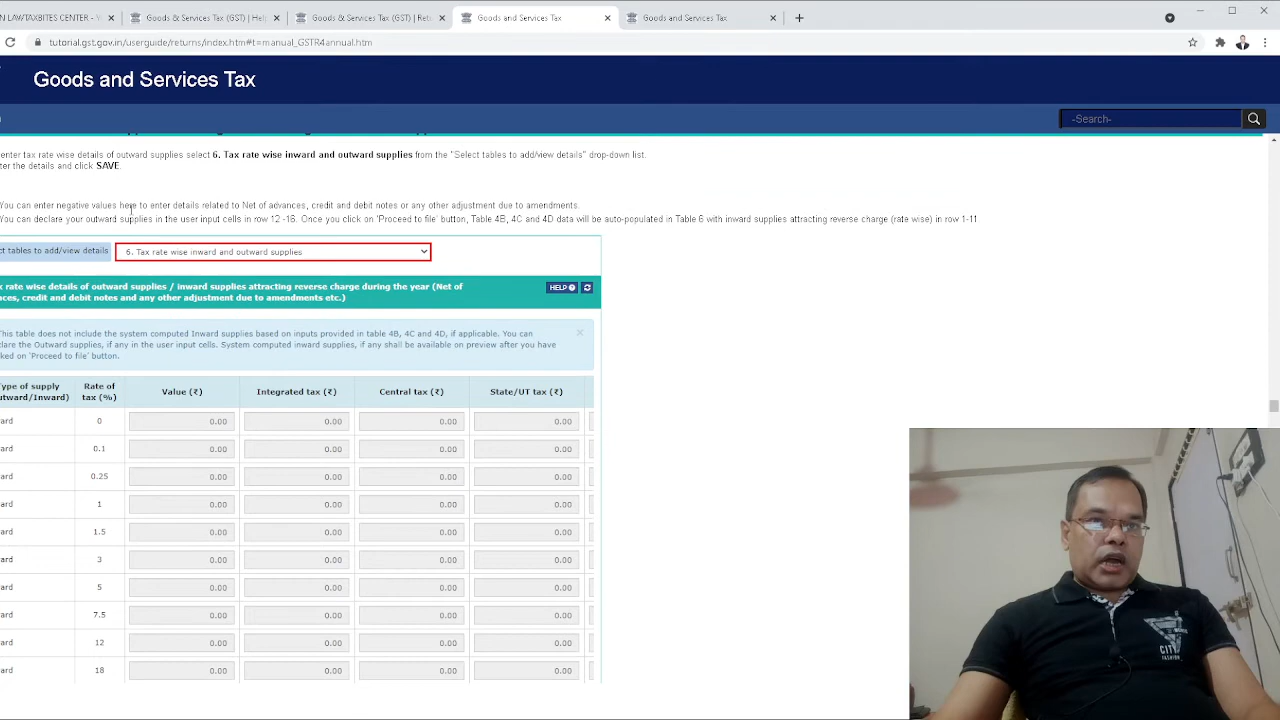 N LAWTAXBITES CENTER - Y
Goods & Services Tax (GST) | Help
Goods & Services Tax (GST) | Ret
Goods and Services Tax
Goods and Services Tax
tutorial.gst.gov.in/userguide/returns/index.htm#t=manual_GSTR4annual.htm
Goods and Services Tax
-Search-
enter tax rate wise details of outward supplies select 6. Tax rate wise inward and outward supplies from the "Select tables to add/view details" drop-down list.
ter the details and click SAVE.
You can enter negative values here to enter details related to Net of advances, credit and debit notes or any other adjustment due to amendments.
You can declare your outward supplies in the user input cells in row 12 -16. Once you click on 'Proceed to file' button, Table 4B, 4C and 4D data will be auto-populated in Table 6 with inward supplies attracting reverse charge (rate wise) in row 1-11.
ct tables to add/view details
6. Tax rate wise inward and outward supplies
x rate wise details of outward supplies / inward supplies attracting reverse charge during the year (Net of
nces, credit and debit notes and any other adjustment due to amendments etc.)
HELP
This table does not include the system computed Inward supplies based on inputs provided in table 4B, 4C and 4D, if applicable. You can
lare the Outward supplies, if any in the user input cells. System computed inward supplies, if any shall be available on preview after you have
ked on 'Proceed to file' button.
Type of supply
utward/Inward)
Rate of
tax (%)
Value (₹)
Integrated tax (₹)
Central tax (₹)
State/UT tax (₹)
ard 0 0.00 0.00 0.00 0.00
ard 0.1 0.00 0.00 0.00 0.00
ard 0.25 0.00 0.00 0.00 0.00
ard 1 0.00 0.00 0.00 0.00
ard 1.5 0.00 0.00 0.00 0.00
ard 3 0.00 0.00 0.00 0.00
ard 5 0.00 0.00 0.00 0.00
ard 7.5 0.00 0.00 0.00 0.00
ard 12 0.00 0.00 0.00 0.00
ard 18 0.00 0.00 0.00 0.00
CITY
FASHION